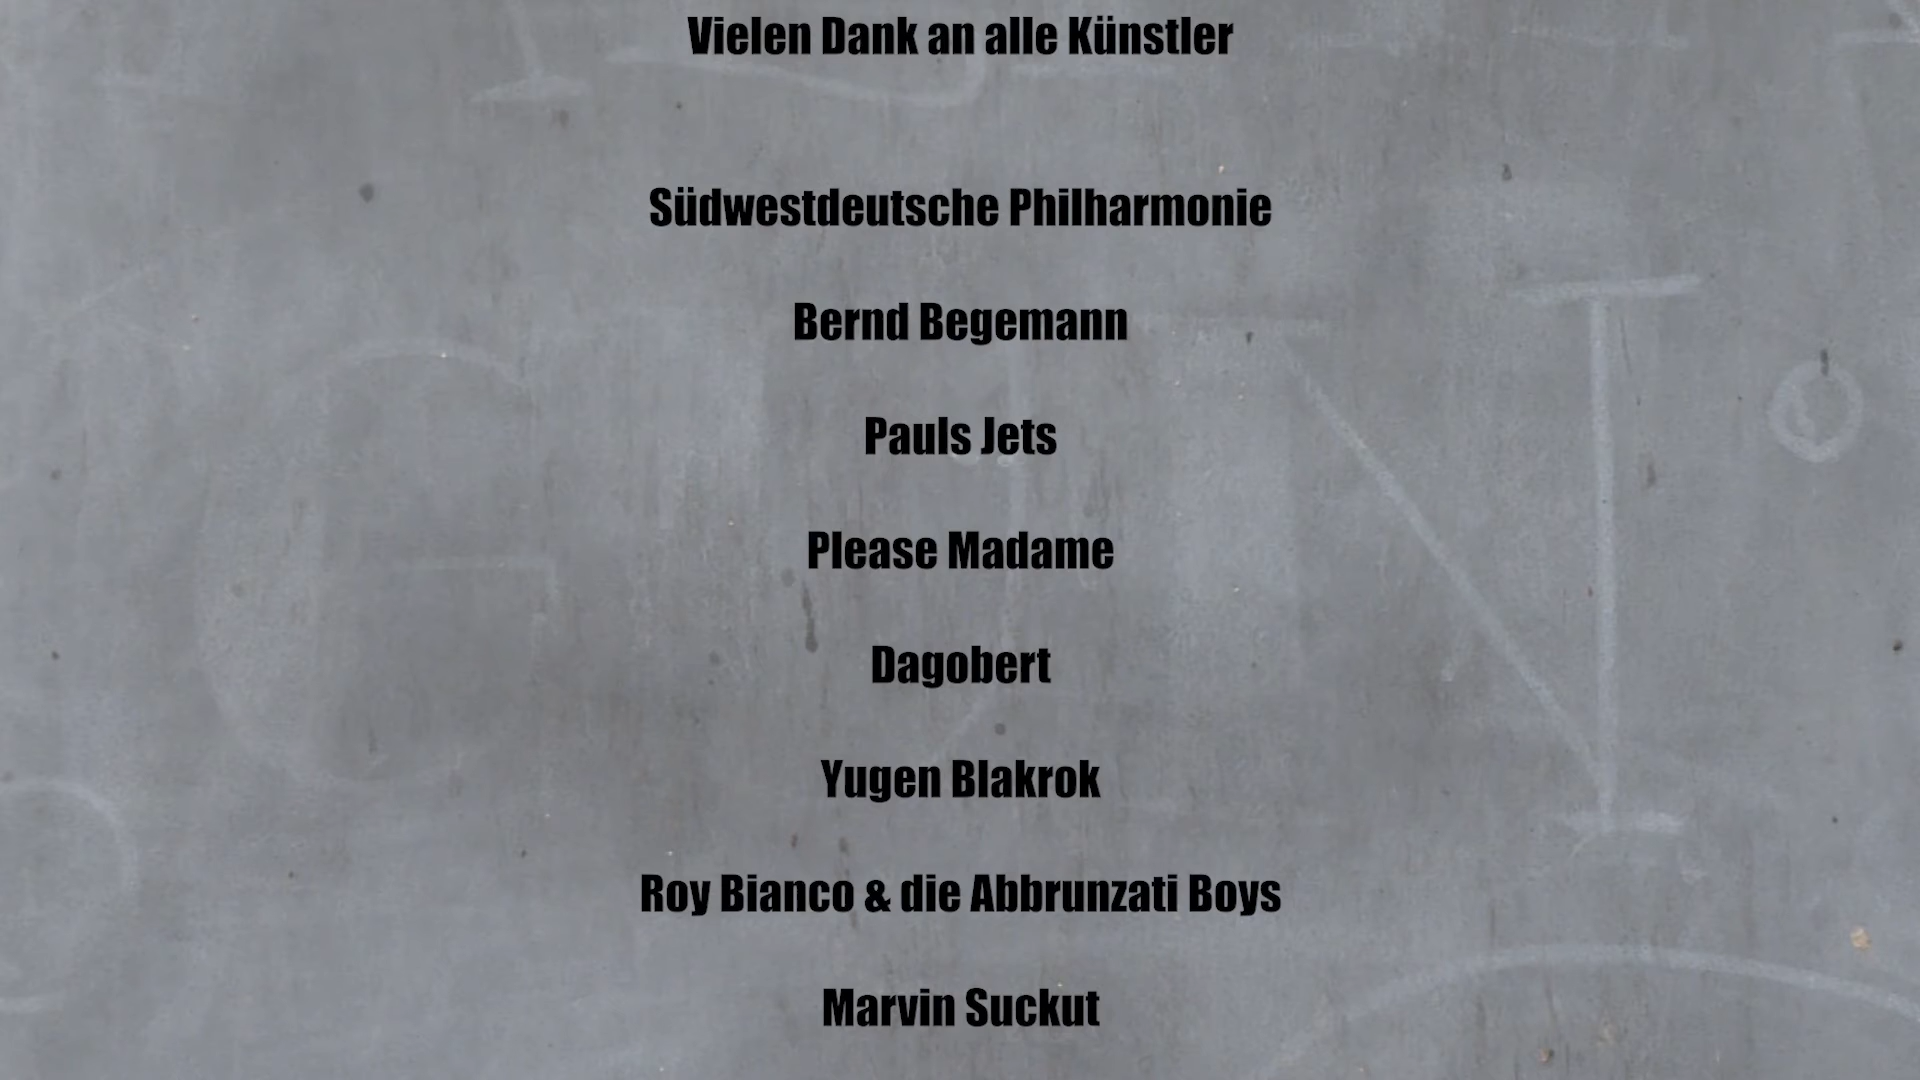 Vielen Dank an alle Künstler
Südwestdeutsche Philharmonie
Bernd Begemann
Pauls Jets
Please Madame
Dagobert
Yugen Blakrok
Roy Bianco & die Abbrunzati Boys
Marvin Suckut